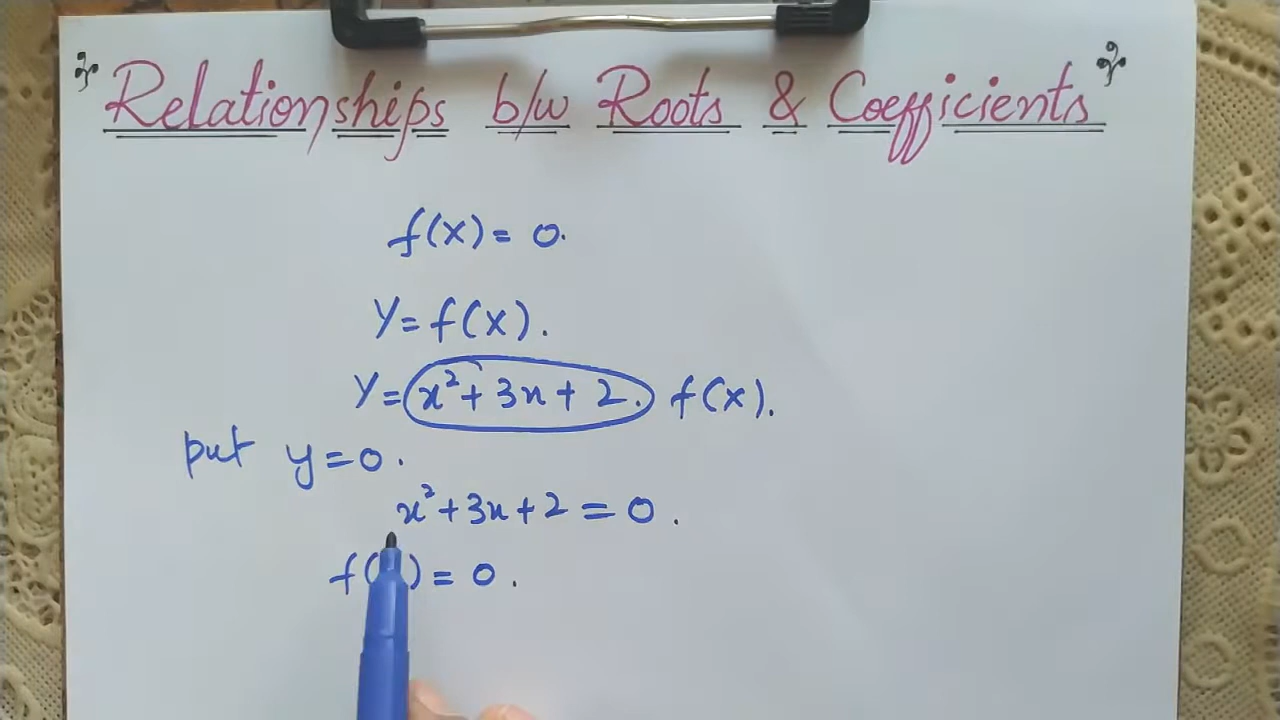 Relationships b/w Roots & Coefficients
f(x) = 0.
Y = f(x).
Y = x² + 3x + 2. f(x).
put y = 0.
x² + 3x + 2 = 0.
f( ) = 0.